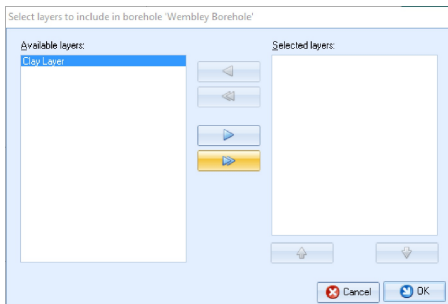 Select layers to include in borehole 'Wembley Borehole'
Available layers:
Selected layers:
Clay Layer
Cancel
OK